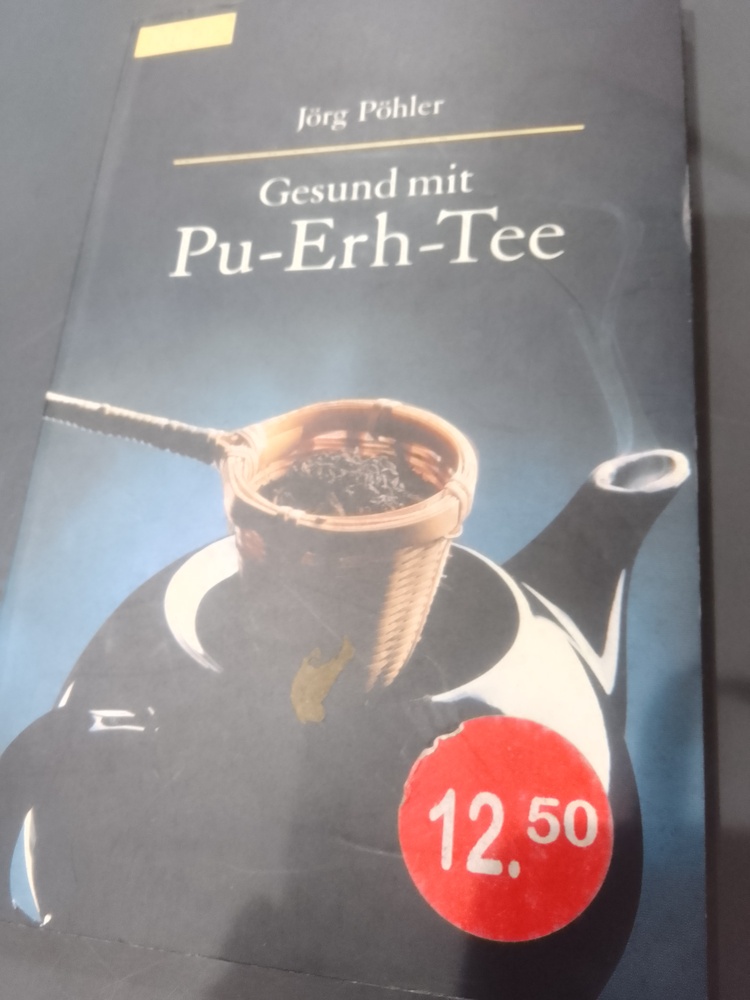 Jörg Pöhler
Gesund mit
Pu-Erh-Tee
12.50